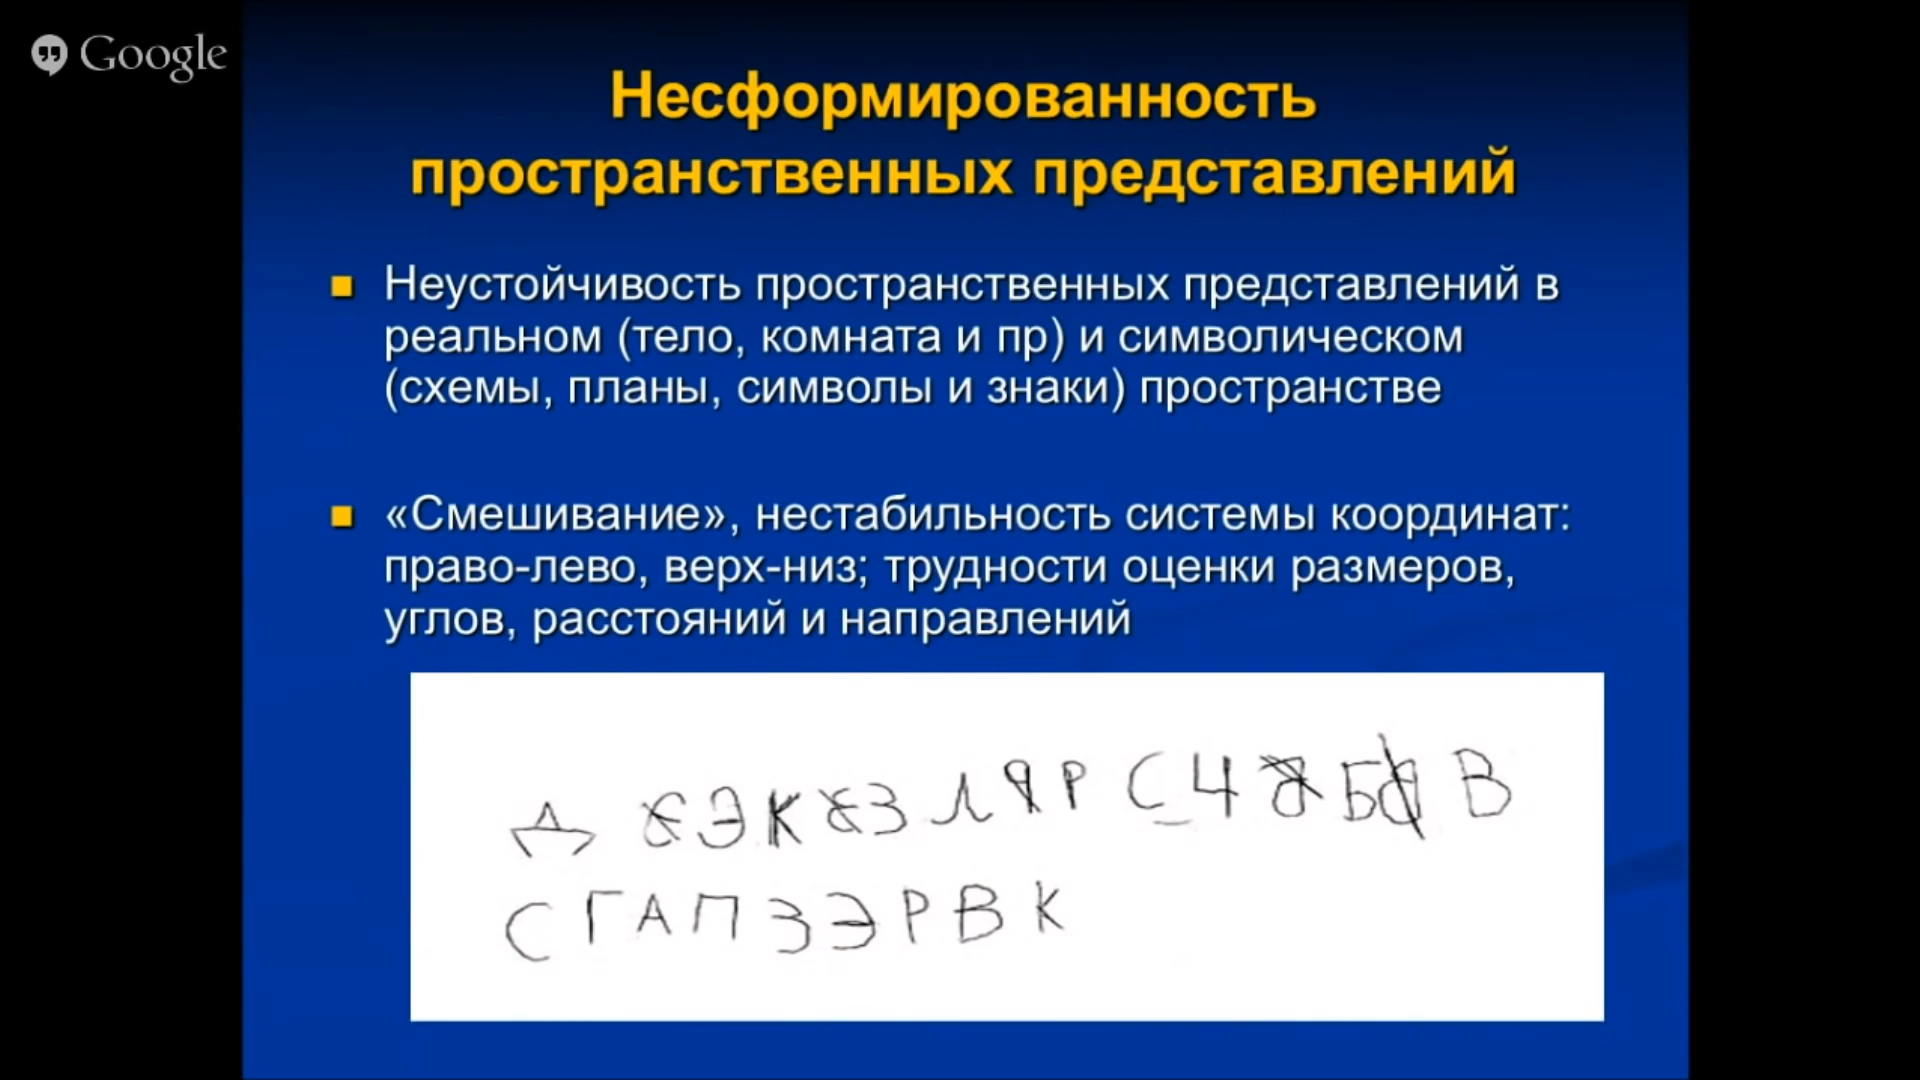 Google
Несформированность
пространственных представлений
Неустойчивость пространственных представлений в
реальном (тело, комната и пр) и символическом
(схемы, планы, символы и знаки) пространстве
«Смешивание», нестабильность системы координат:
право-лево, верх-низ; трудности оценки размеров,
углов, расстояний и направлений
Д Э К З Л Р С Ч Б В
С Г А П З Э Р В К